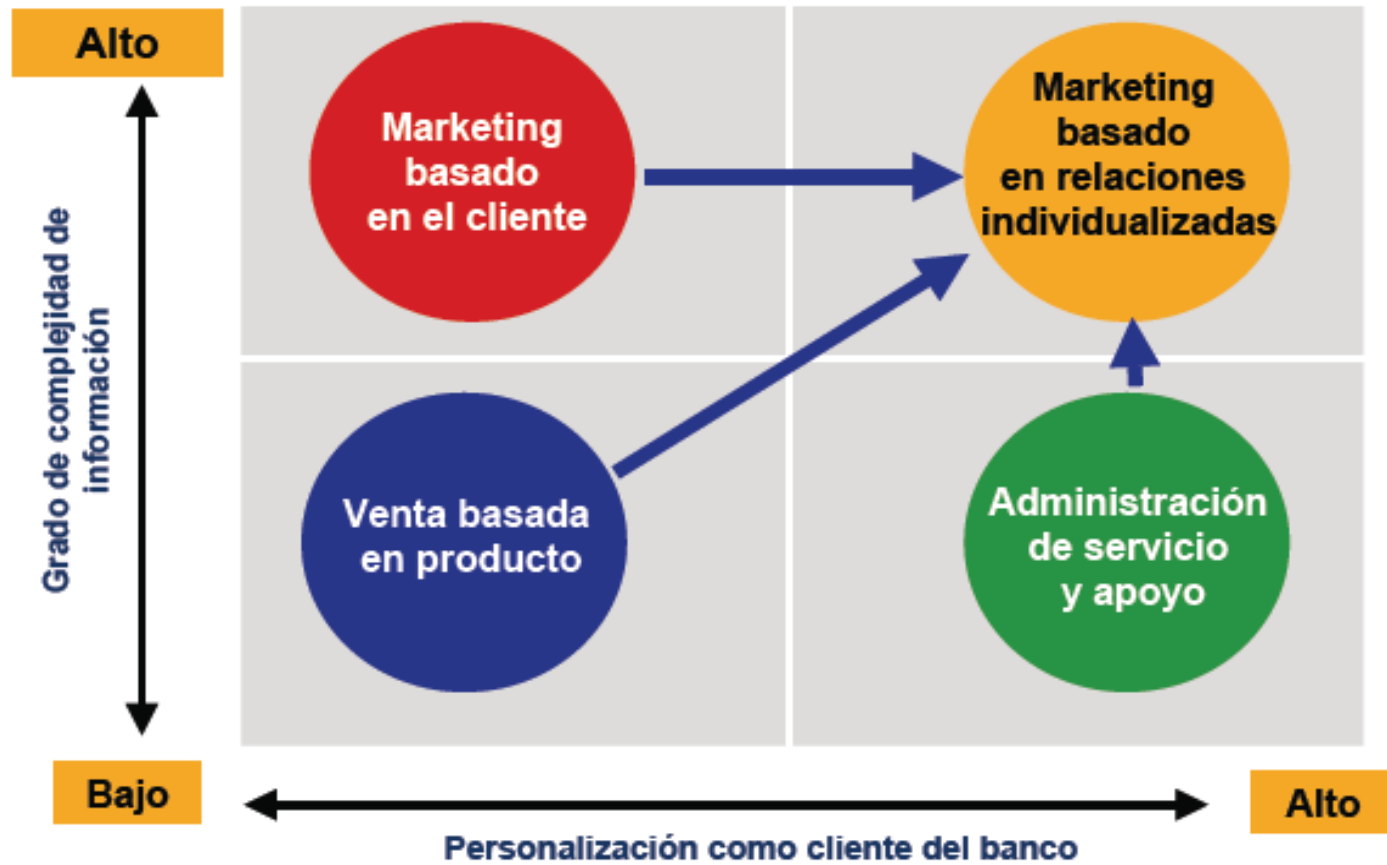 Alto
Marketing
basado
en el cliente
Marketing
basado
en relaciones
individualizadas
Grado de complejidad de
información
Venta basada
en producto
Administración
de servicio
y apoyo
Bajo
Alto
Personalización como cliente del banco